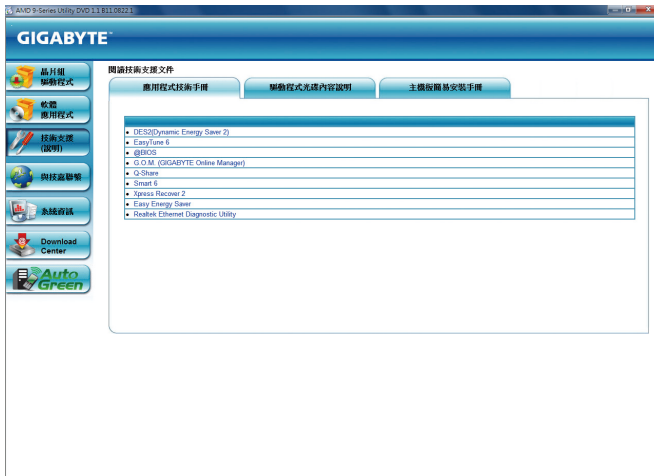 AMD 9-Series Utility DVD 1.1 B11.0822.1
GIGABYTE™
晶片組
驅動程式
軟體
應用程式
技術支援
(說明)
與技嘉聯繫
系統資訊
Download
Center
Auto
Green
閱讀技術支援文件
應用程式技術手冊
驅動程式光碟內容說明
主機板簡易安裝手冊
• DES2(Dynamic Energy Saver 2)
• EasyTune 6
• @BIOS
• G.O.M. (GIGABYTE Online Manager)
• Q-Share
• Smart 6
• Xpress Recover 2
• Easy Energy Saver
• Realtek Ethernet Diagnostic Utility